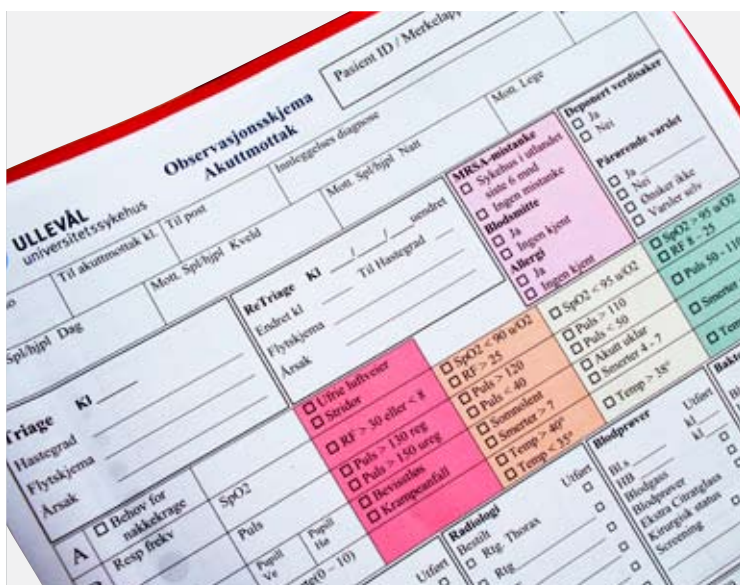 Pasient ID / Merkelapp
Observasjonsskjema
Akuttmottak
ULLEVÅL
universitetssykehus
Til akuttmottak kl.
Til post
Innleggelses diagnose
Mott. Lege
Spl/hjpl Dag
Mott. Spl/hjpl Kveld
Mott. Spl/hjpl Natt
MRSA-mistanke
Sykehus i utlandet
siste 6 mnd
Ingen mistanke
Blodsmitte
Ja
Ingen kjent
Allergi
Ja
Ingen kjent
Deponert verdisaker
Ja
Nei
Pårørende varslet
Ja
Nei
Ønsker ikke
Varsler selv
Triage Kl
Hastegrad
Flytskjema
Årsak
ReTriage Kl / / uendret
Endret kl Til Hastegrad
Flytskjema
Årsak
Ufrie luftveier
Stridor
RF > 30 eller < 8
Puls > 130 reg
Puls > 150 ureg
Bevisstløs
Krampeanfall
SpO2 < 90 u/O2
RF > 25
Puls > 120
Puls < 40
Somnolent
Smerter > 7
Temp > 40°
Temp < 35°
SpO2 < 95 u/O2
Puls > 110
Puls < 50
Akutt uklar
Smerter 4 - 7
Temp > 38°
SpO2 > 95 u/O2
RF 8 - 25
Puls 50 - 110
Smerter
Temp
A
Behov for
nakkekrage
SpO2
Resp frekv
Puls
Pupill
Ve
Pupill
(0 – 10)
Utført
Radiologi
Bestilt
Utført
Rtg. Thorax
Rtg
Blodprøver
Utført
Bl.s
kl
HB
kl
Blodgass
Blodprøver
Ekstra Citratglass
Kirurgisk status
Screening